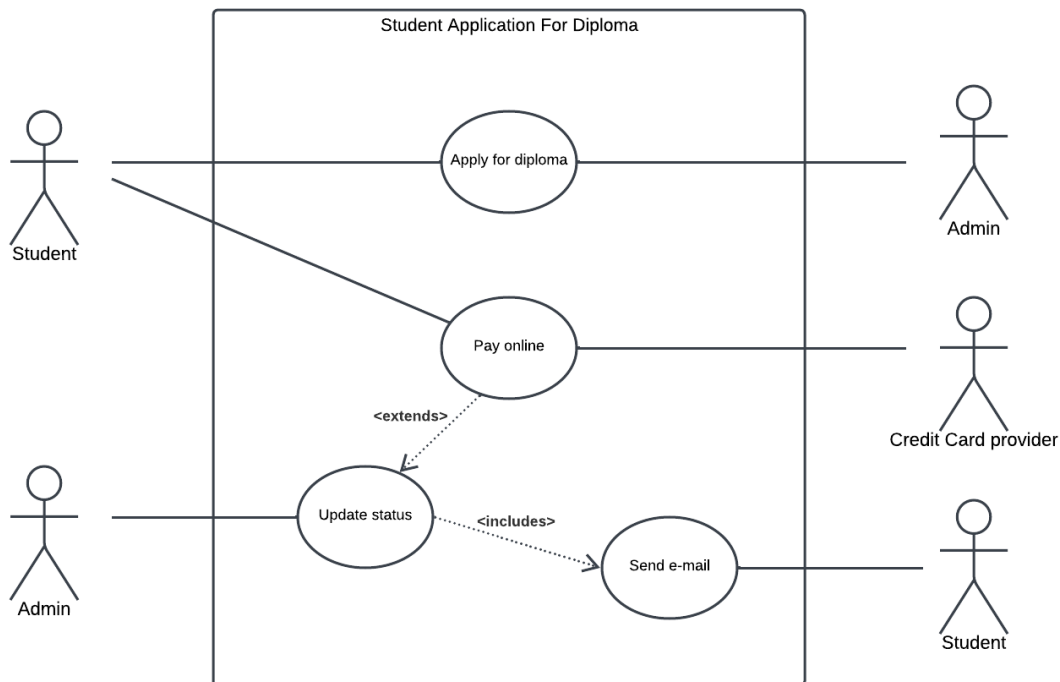 Student Application For Diploma
Apply for diploma
Student
Admin
Pay online
<extends>
Credit Card provider
Update status
<includes>
Send e-mail
Admin
Student